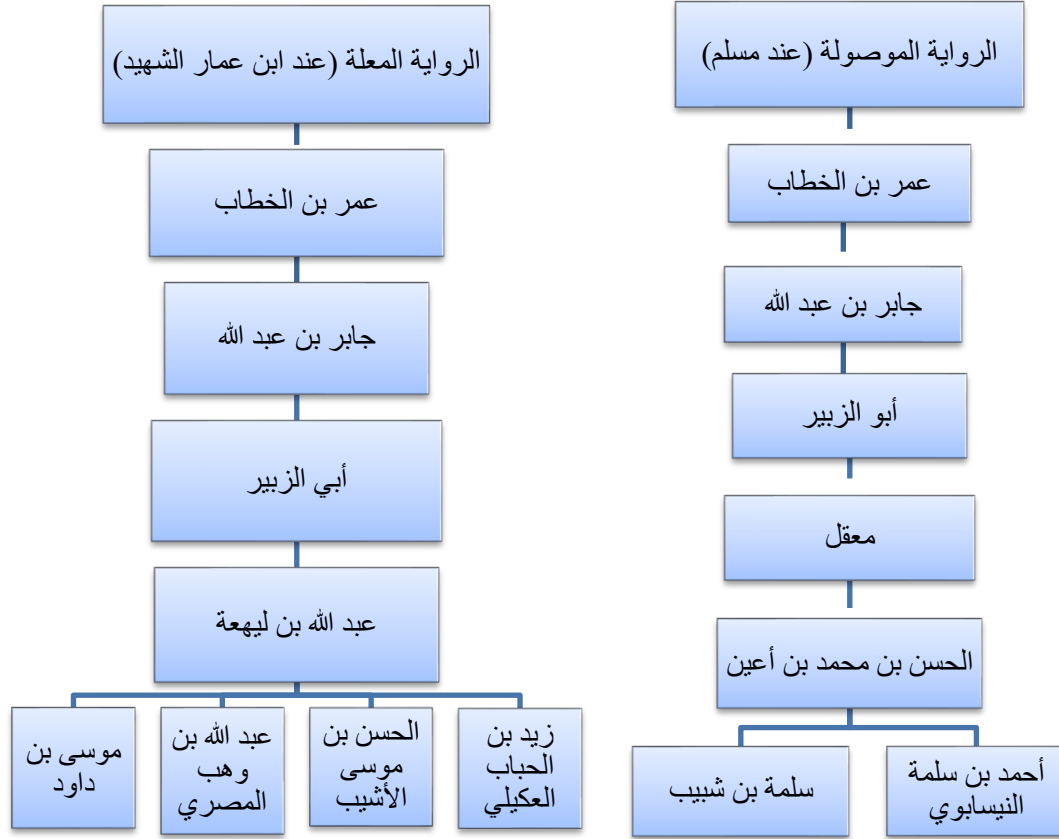 الرواية الموصولة (عند مسلم)
عمر بن الخطاب
جابر بن عبد الله
أبو الزبير
معقل
الحسن بن محمد بن أعين
أحمد بن سلمة
النيسابوي
سلمة بن شبيب
الرواية المعلة (عند ابن عمار الشهيد)
عمر بن الخطاب
جابر بن عبد الله
أبي الزبير
عبد الله بن ليهعة
زيد بن
الحباب
العكيلي
الحسن بن
موسى
الأشيب
عبد الله بن
وهب
المصري
موسى بن
داود